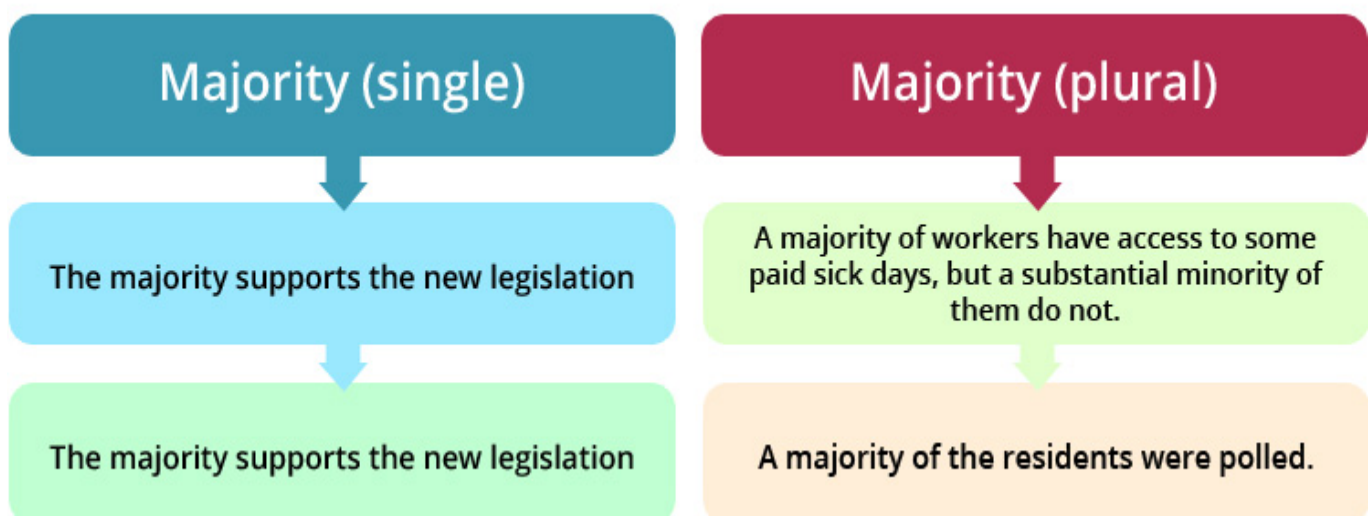 Majority (single)
The majority supports the new legislation
The majority supports the new legislation
Majority (plural)
A majority of workers have access to some
paid sick days, but a substantial minority of
them do not.
A majority of the residents were polled.